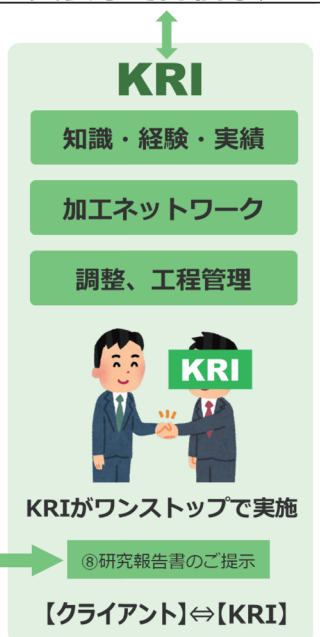 KRI
知識・経験・実績
加工ネットワーク
調整、工程管理
KRI
KRIがワンストップで実施
⑧研究報告書のご提示
【クライアント】⇔【KRI】